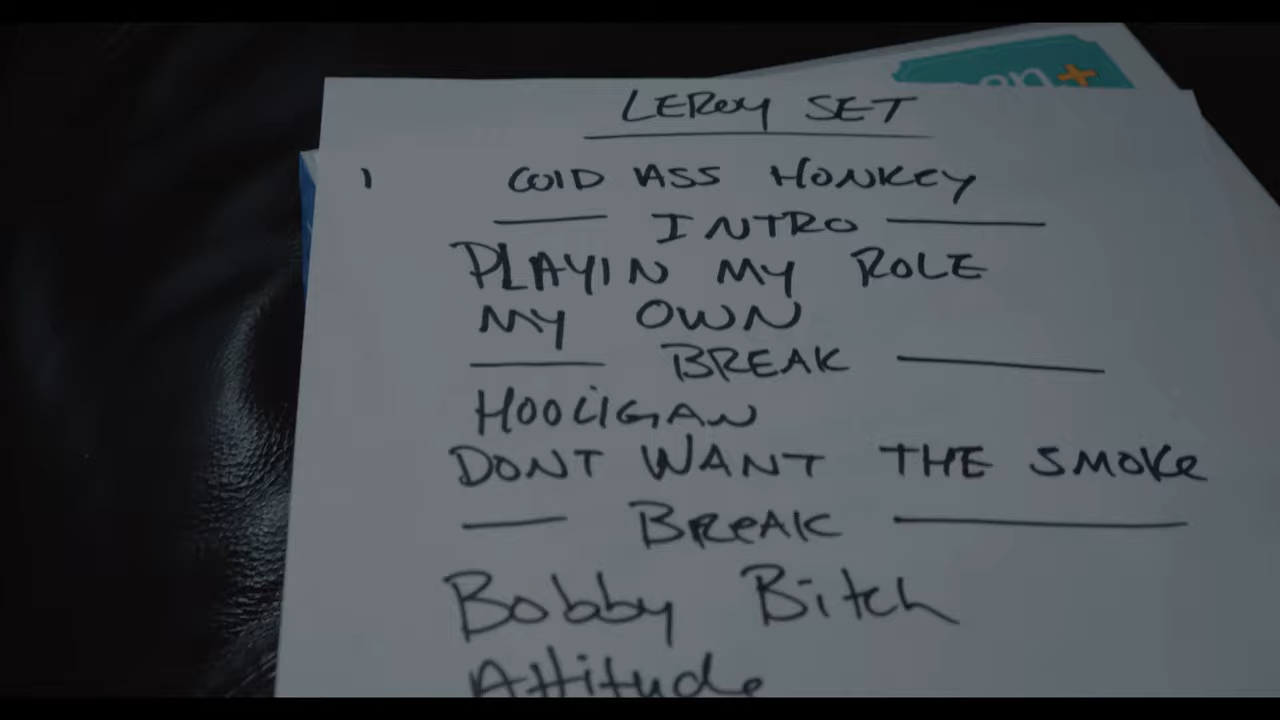 on+
LEROY SET
1 COlD ASS HONKEY
INTRO
PLAYIN MY ROLE
MY OWN
BREAK
HOOLiGAN
DONT WANT THE SMOKe
BReAK
Bobby Bitch
Attitude